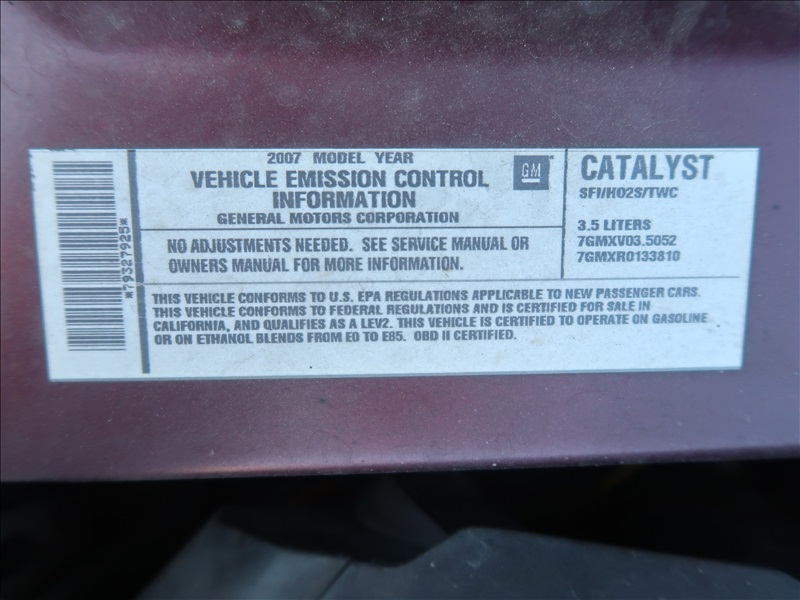 *79327925*
2007 MODEL YEAR
VEHICLE EMISSION CONTROL
INFORMATION
GENERAL MOTORS CORPORATION
GM
NO ADJUSTMENTS NEEDED. SEE SERVICE MANUAL OR
OWNERS MANUAL FOR MORE INFORMATION.
CATALYST
SFI/HO2S/TWC
3.5 LITERS
7GMXV03.5052
7GMXR0133810
THIS VEHICLE CONFORMS TO U.S. EPA REGULATIONS APPLICABLE TO NEW PASSENGER CARS.
THIS VEHICLE CONFORMS TO FEDERAL REGULATIONS AND IS CERTIFIED FOR SALE IN
CALIFORNIA, AND QUALIFIES AS A LEV2. THIS VEHICLE IS CERTIFIED TO OPERATE ON GASOLINE
OR ON ETHANOL BLENDS FROM E0 TO E85. OBD II CERTIFIED.